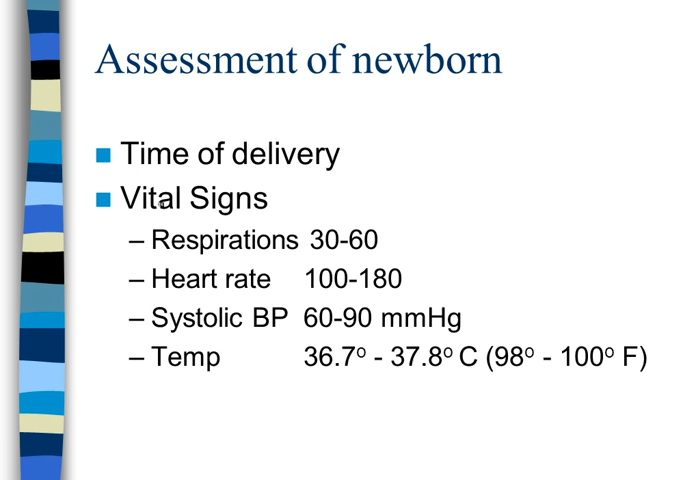 Assessment of newborn
Time of delivery
Vital Signs
– Respirations 30-60
– Heart rate 100-180
– Systolic BP 60-90 mmHg
– Temp 36.7º - 37.8º C (98º - 100º F)